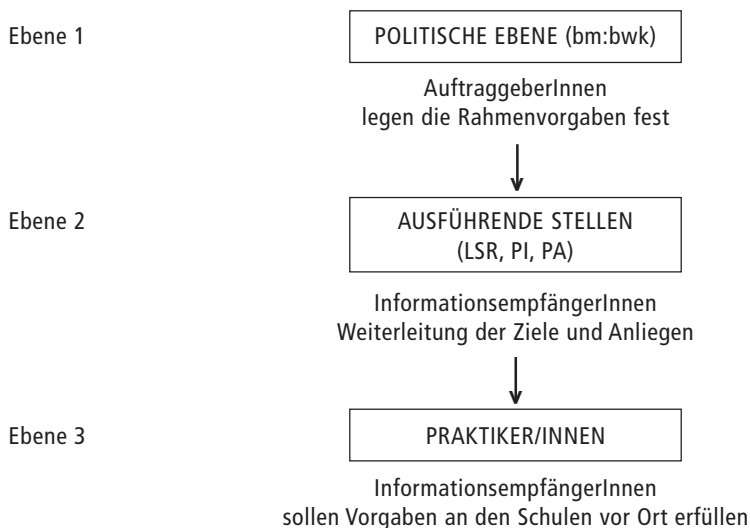 Ebene 1
POLITISCHE EBENE (bm:bwk)
AuftraggeberInnen
legen die Rahmenvorgaben fest
Ebene 2
AUSFÜHRENDE STELLEN
(LSR, PI, PA)
InformationsempfängerInnen
Weiterleitung der Ziele und Anliegen
Ebene 3
PRAKTIKER/INNEN
InformationsempfängerInnen
sollen Vorgaben an den Schulen vor Ort erfüllen